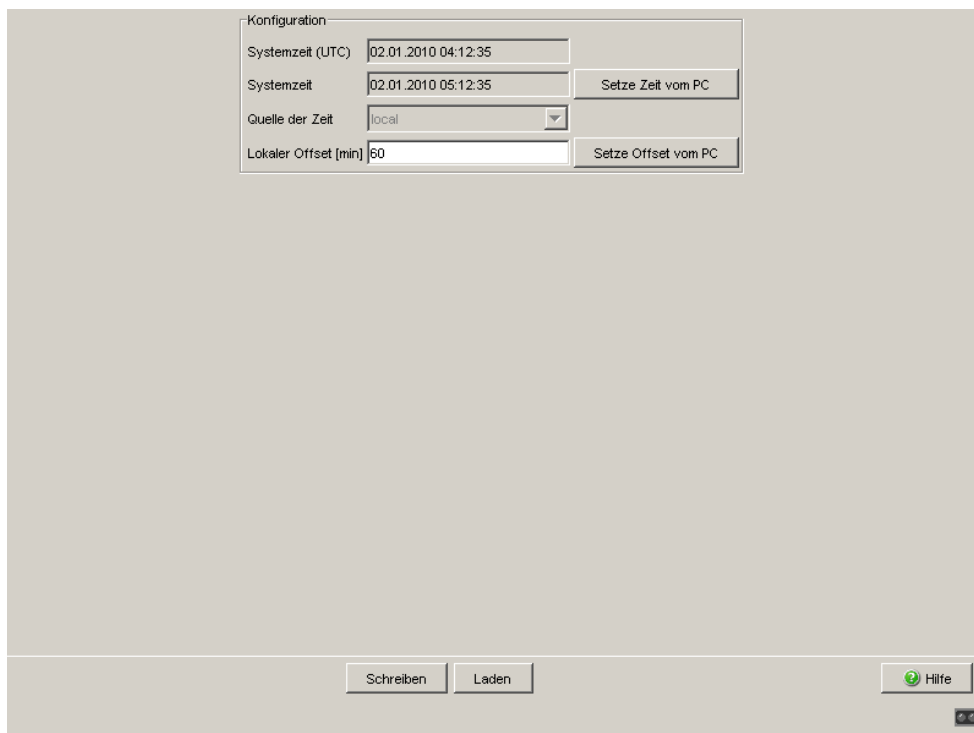 Konfiguration
Systemzeit (UTC) 02.01.2010 04:12:35
Systemzeit 02.01.2010 05:12:35 Setze Zeit vom PC
Quelle der Zeit local
Lokaler Offset [min] 60 Setze Offset vom PC
Schreiben Laden Hilfe